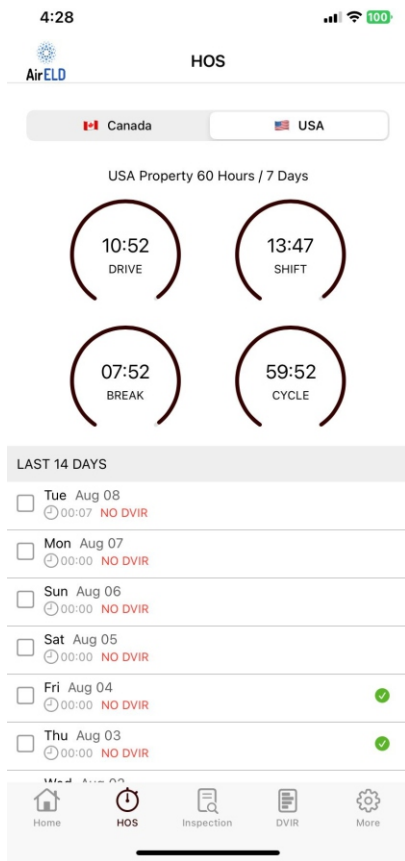 4:28
100
AirELD
HOS
Canada
USA
USA Property 60 Hours / 7 Days
10:52
DRIVE
13:47
SHIFT
07:52
BREAK
59:52
CYCLE
LAST 14 DAYS
Tue Aug 08
00:07 NO DVIR
Mon Aug 07
00:00 NO DVIR
Sun Aug 06
00:00 NO DVIR
Sat Aug 05
00:00 NO DVIR
Fri Aug 04
00:00 NO DVIR
Thu Aug 03
00:00 NO DVIR
Wed Aug 02
Home
HOS
Inspection
DVIR
More